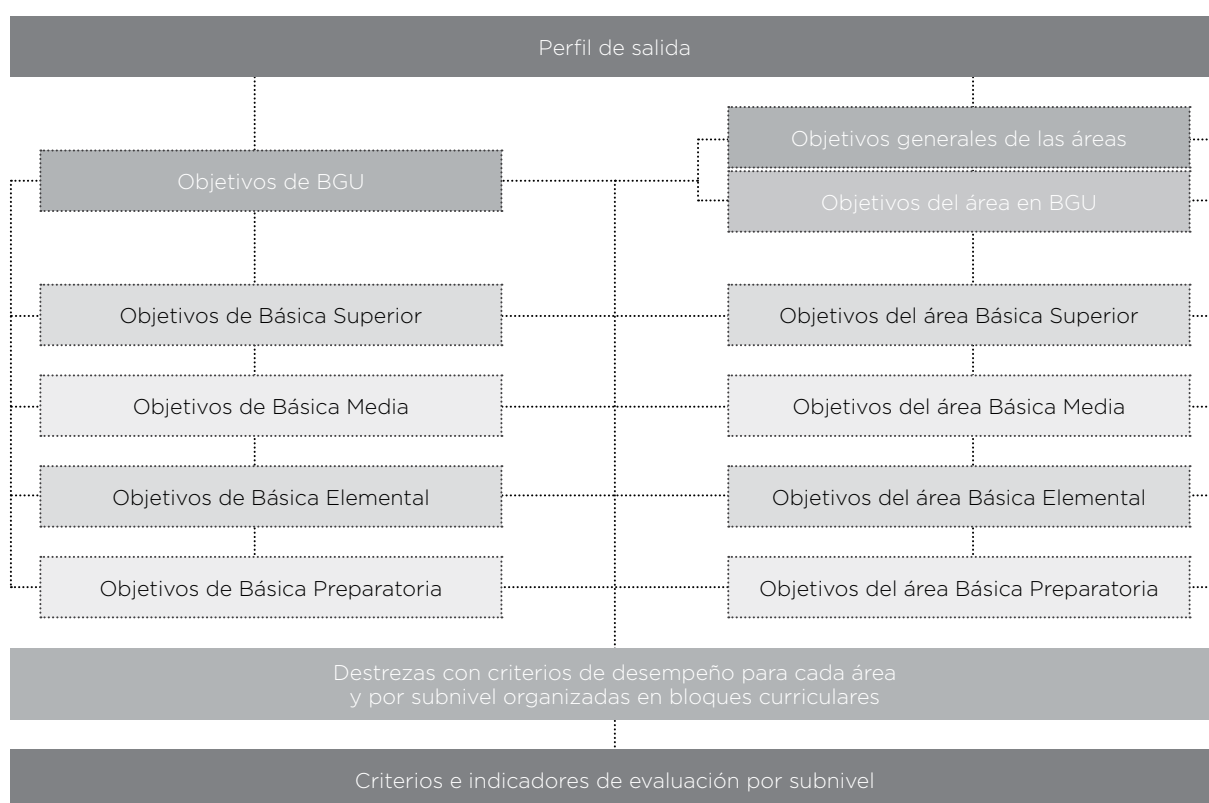 Perfil de salida
Objetivos generales de las áreas
Objetivos de BGU
Objetivos del área en BGU
Objetivos de Básica Superior
Objetivos del área Básica Superior
Objetivos de Básica Media
Objetivos del área Básica Media
Objetivos de Básica Elemental
Objetivos del área Básica Elemental
Objetivos de Básica Preparatoria
Objetivos del área Básica Preparatoria
Destrezas con criterios de desempeño para cada área
y por subnivel organizadas en bloques curriculares
Criterios e indicadores de evaluación por subnivel